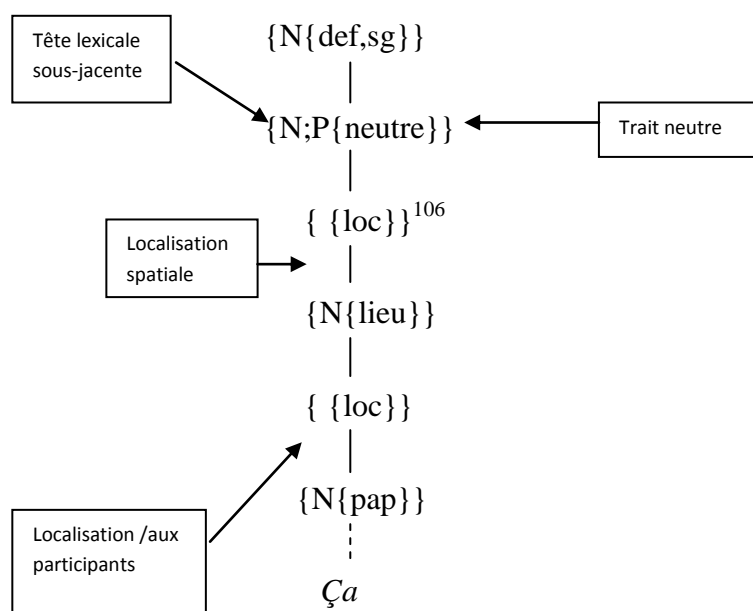 Tête lexicale
sous-jacente
{N{def,sg}}
{N;P{neutre}}
Trait neutre
{ {loc}}106
Localisation
spatiale
{N{lieu}}
{ {loc}}
{N{pap}}
Localisation /aux
participants
Ça